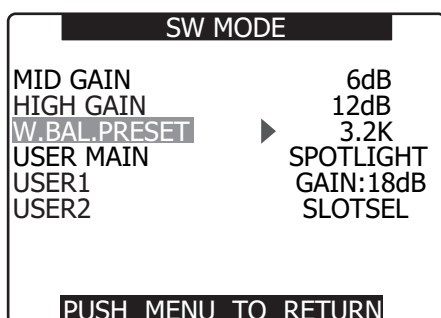 SW MODE
MID GAIN 6dB
HIGH GAIN 12dB
W.BAL.PRESET 3.2K
USER MAIN SPOTLIGHT
USER1 GAIN:18dB
USER2 SLOTSEL
PUSH MENU TO RETURN